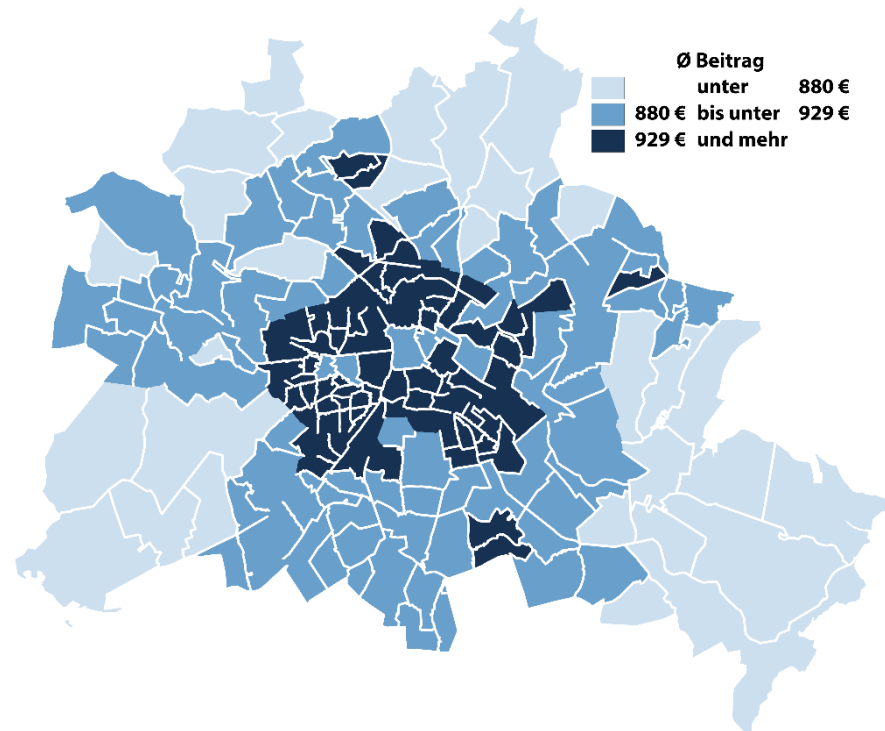 Ø Beitrag
unter 880 €
880 € bis unter 929 €
929 € und mehr